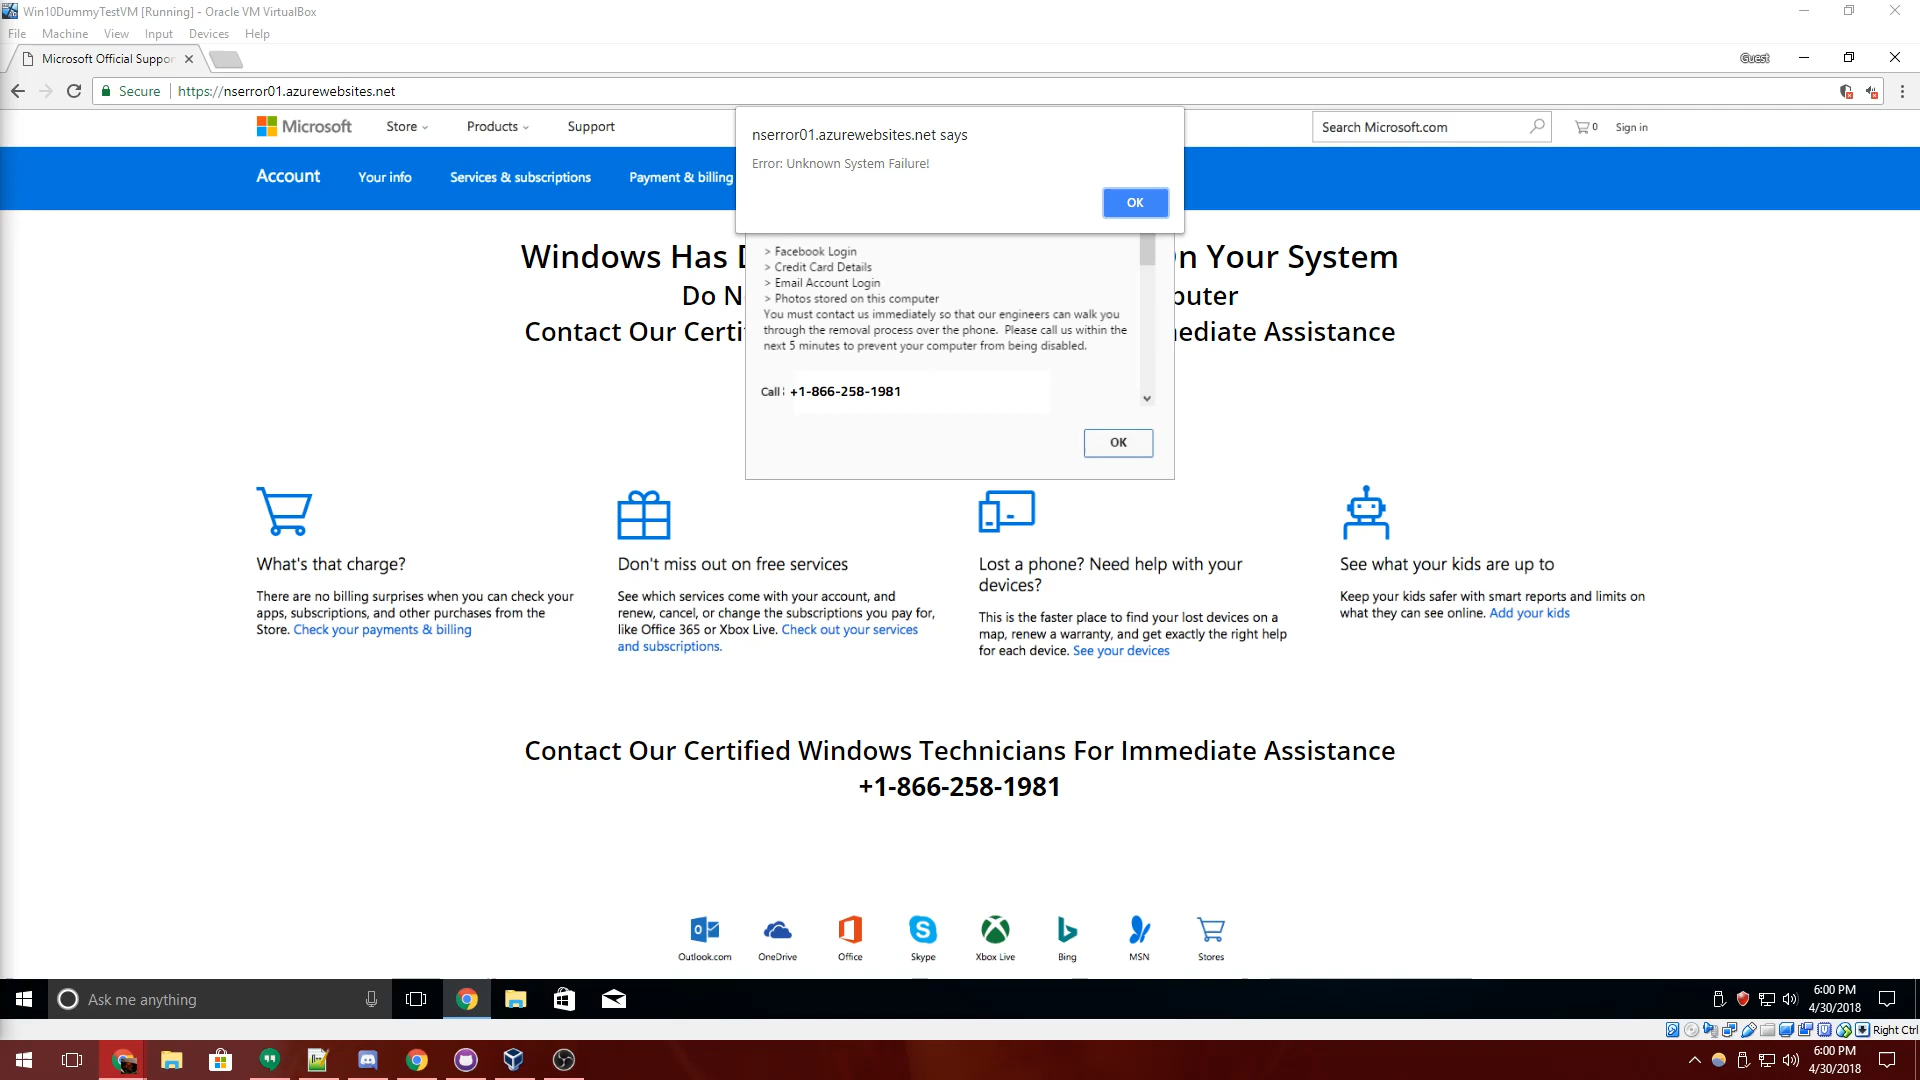 Win10DummyTestVM [Running] - Oracle VM VirtualBox
File Machine View Input Devices Help
Microsoft Official Suppor
Guest
Secure https://nserror01.azurewebsites.net
Microsoft Store Products Support Search Microsoft.com 0 Sign in
Account Your info Services & subscriptions Payment & billing
nserror01.azurewebsites.net says
Error: Unknown System Failure!
OK
Windows Has
n Your System
Do N
puter
Contact Our Certi
ediate Assistance
> Facebook Login
> Credit Card Details
> Email Account Login
> Photos stored on this computer
You must contact us immediately so that our engineers can walk you
through the removal process over the phone. Please call us within the
next 5 minutes to prevent your computer from being disabled.
Call: +1-866-258-1981
OK
What's that charge?
There are no billing surprises when you can check your
apps, subscriptions, and other purchases from the
Store. Check your payments & billing
Don't miss out on free services
See which services come with your account, and
renew, cancel, or change the subscriptions you pay for,
like Office 365 or Xbox Live. Check out your services
and subscriptions.
Lost a phone? Need help with your
devices?
This is the faster place to find your lost devices on a
map, renew a warranty, and get exactly the right help
for each device. See your devices
See what your kids are up to
Keep your kids safer with smart reports and limits on
what they can see online. Add your kids
Contact Our Certified Windows Technicians For Immediate Assistance
+1-866-258-1981
Outlook.com OneDrive Office Skype Xbox Live Bing MSN Stores
Ask me anything
6:00 PM
4/30/2018
Right Ctrl
6:00 PM
4/30/2018